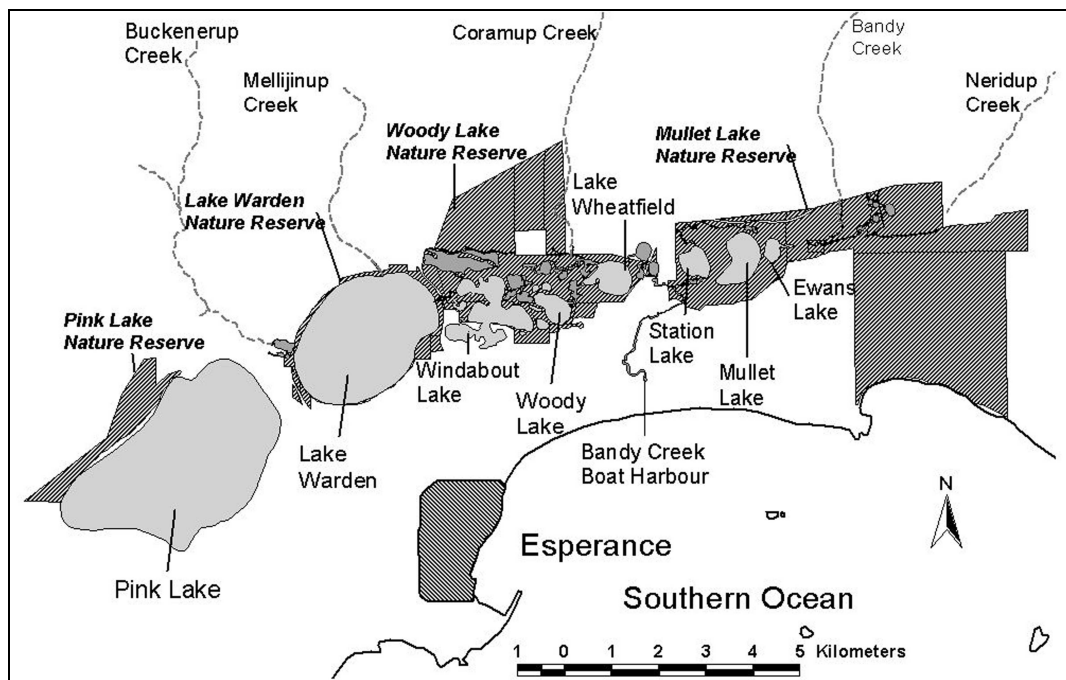 Buckenerup
Creek
Coramup Creek
Bandy
Creek
Mellijinup
Creek
Neridup
Creek
Woody Lake
Nature Reserve
Mullet Lake
Nature Reserve
Lake
Wheatfield
Lake Warden
Nature Reserve
Ewans
Lake
Pink Lake
Nature Reserve
Station
Lake
Windabout
Lake
Mullet
Lake
Woody
Lake
Lake
Warden
Bandy Creek
Boat Harbour
N
Esperance
Pink Lake
Southern Ocean
1 0 1 2 3 4 5 Kilometers